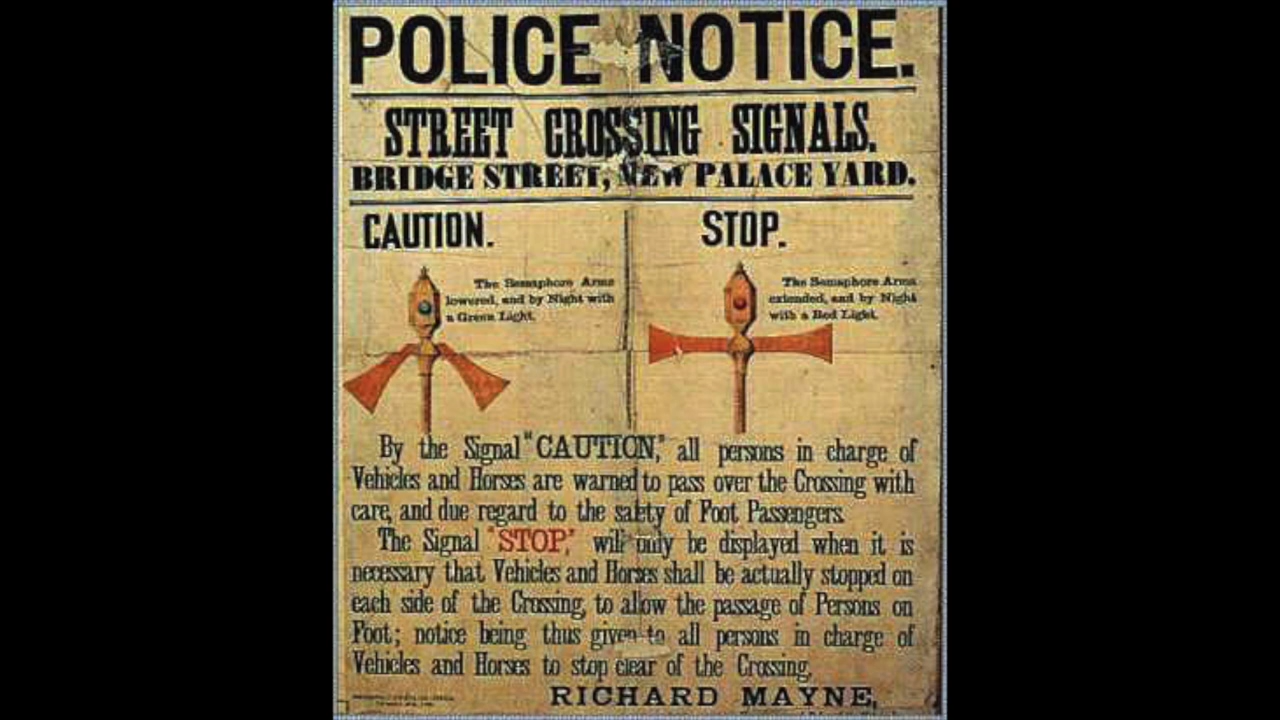 POLICE NOTICE.
STREET CROSSING SIGNALS.
BRIDGE STREET, NEW PALACE YARD.
CAUTION.
STOP.
The Semaphore Arms
lowered, and by Night with
a Green Light.
The Semaphore Arms
extended, and by Night
with a Red Light.
By the Signal "CAUTION," all persons in charge of
Vehicles and Horses are warned to pass over the Crossing with
care, and due regard to the safety of Foot Passengers.
The Signal "STOP," will only be displayed when it is
necessary that Vehicles and Horses shall be actually stopped on
each side of the Crossing, to allow the passage of Persons on
Foot; notice being thus given to all persons in charge of
Vehicles and Horses to stop clear of the Crossing.
RICHARD MAYNE,